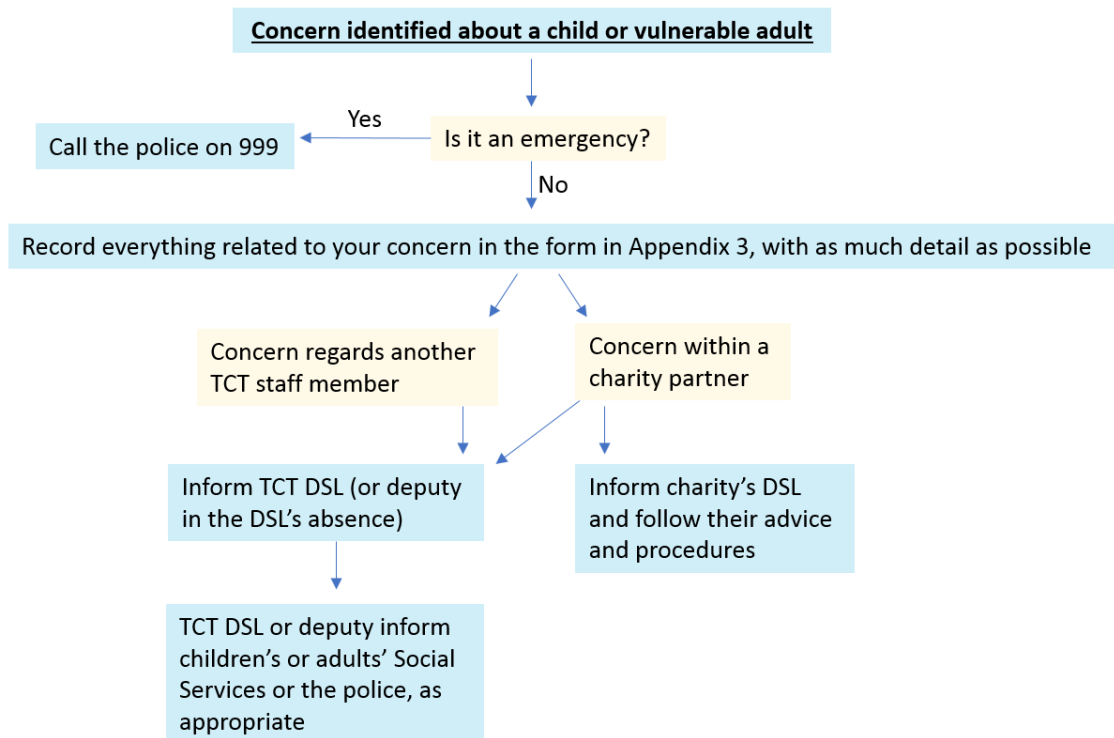 Concern identified about a child or vulnerable adult
Yes
Is it an emergency?
Call the police on 999
No
Record everything related to your concern in the form in Appendix 3, with as much detail as possible
Concern regards another
TCT staff member
Concern within a
charity partner
Inform TCT DSL (or deputy
in the DSL’s absence)
Inform charity’s DSL
and follow their advice
and procedures
TCT DSL or deputy inform
children’s or adults’ Social
Services or the police, as
appropriate